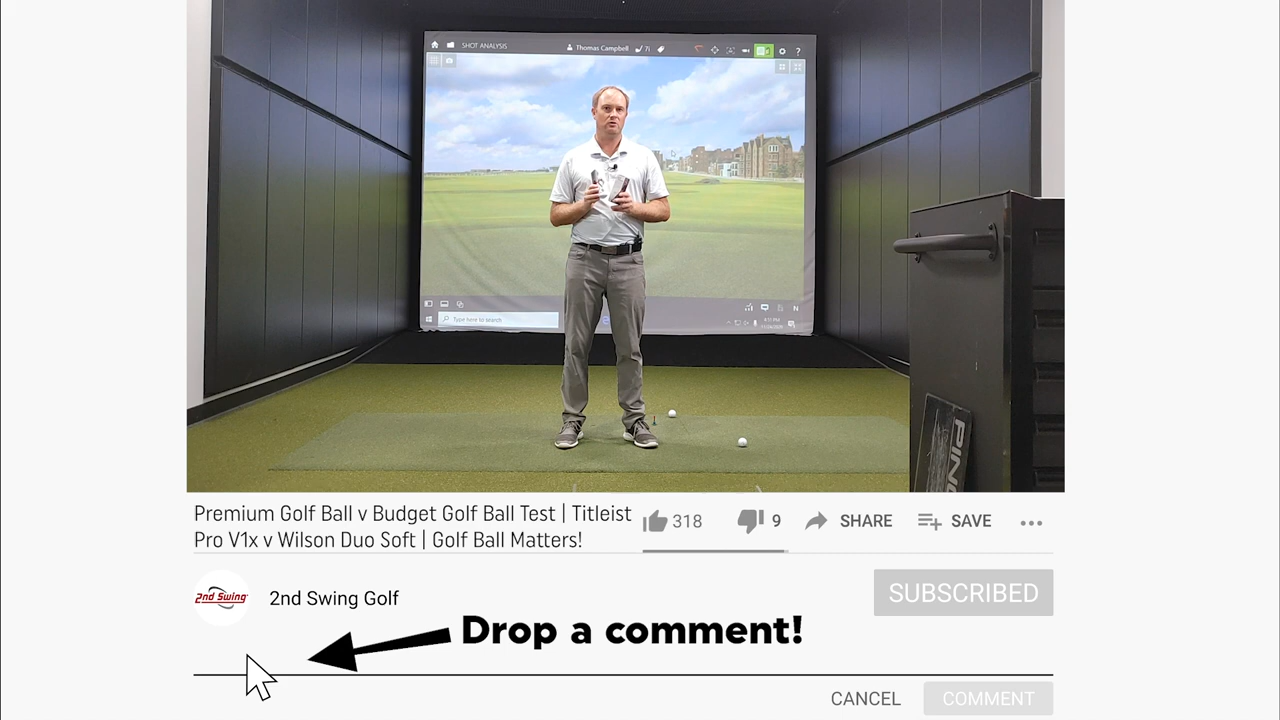 SHOT ANALYSIS
Thomas Campbell
7i
?
Type here to search
N
PING
Premium Golf Ball v Budget Golf Ball Test | Titleist
Pro V1x v Wilson Duo Soft | Golf Ball Matters!
318
9
SHARE
SAVE
2nd Swing
2nd Swing Golf
SUBSCRIBED
Drop a comment!
CANCEL
COMMENT